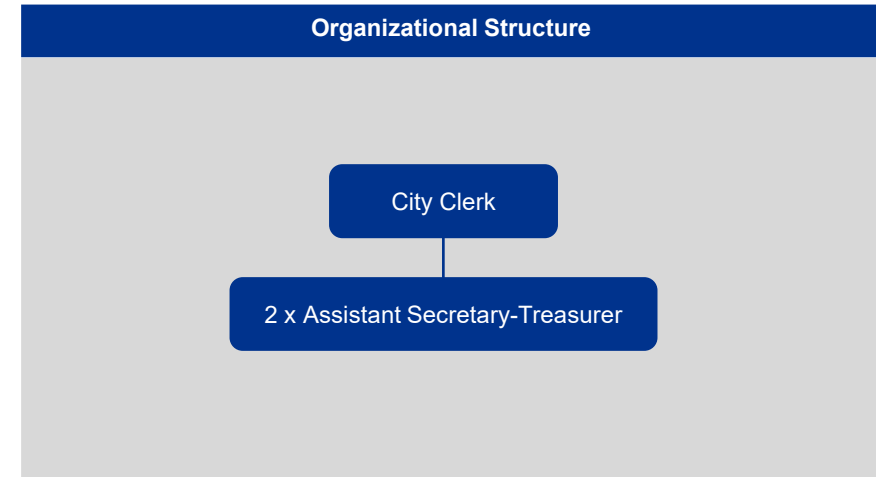 Organizational Structure
City Clerk
2 x Assistant Secretary-Treasurer